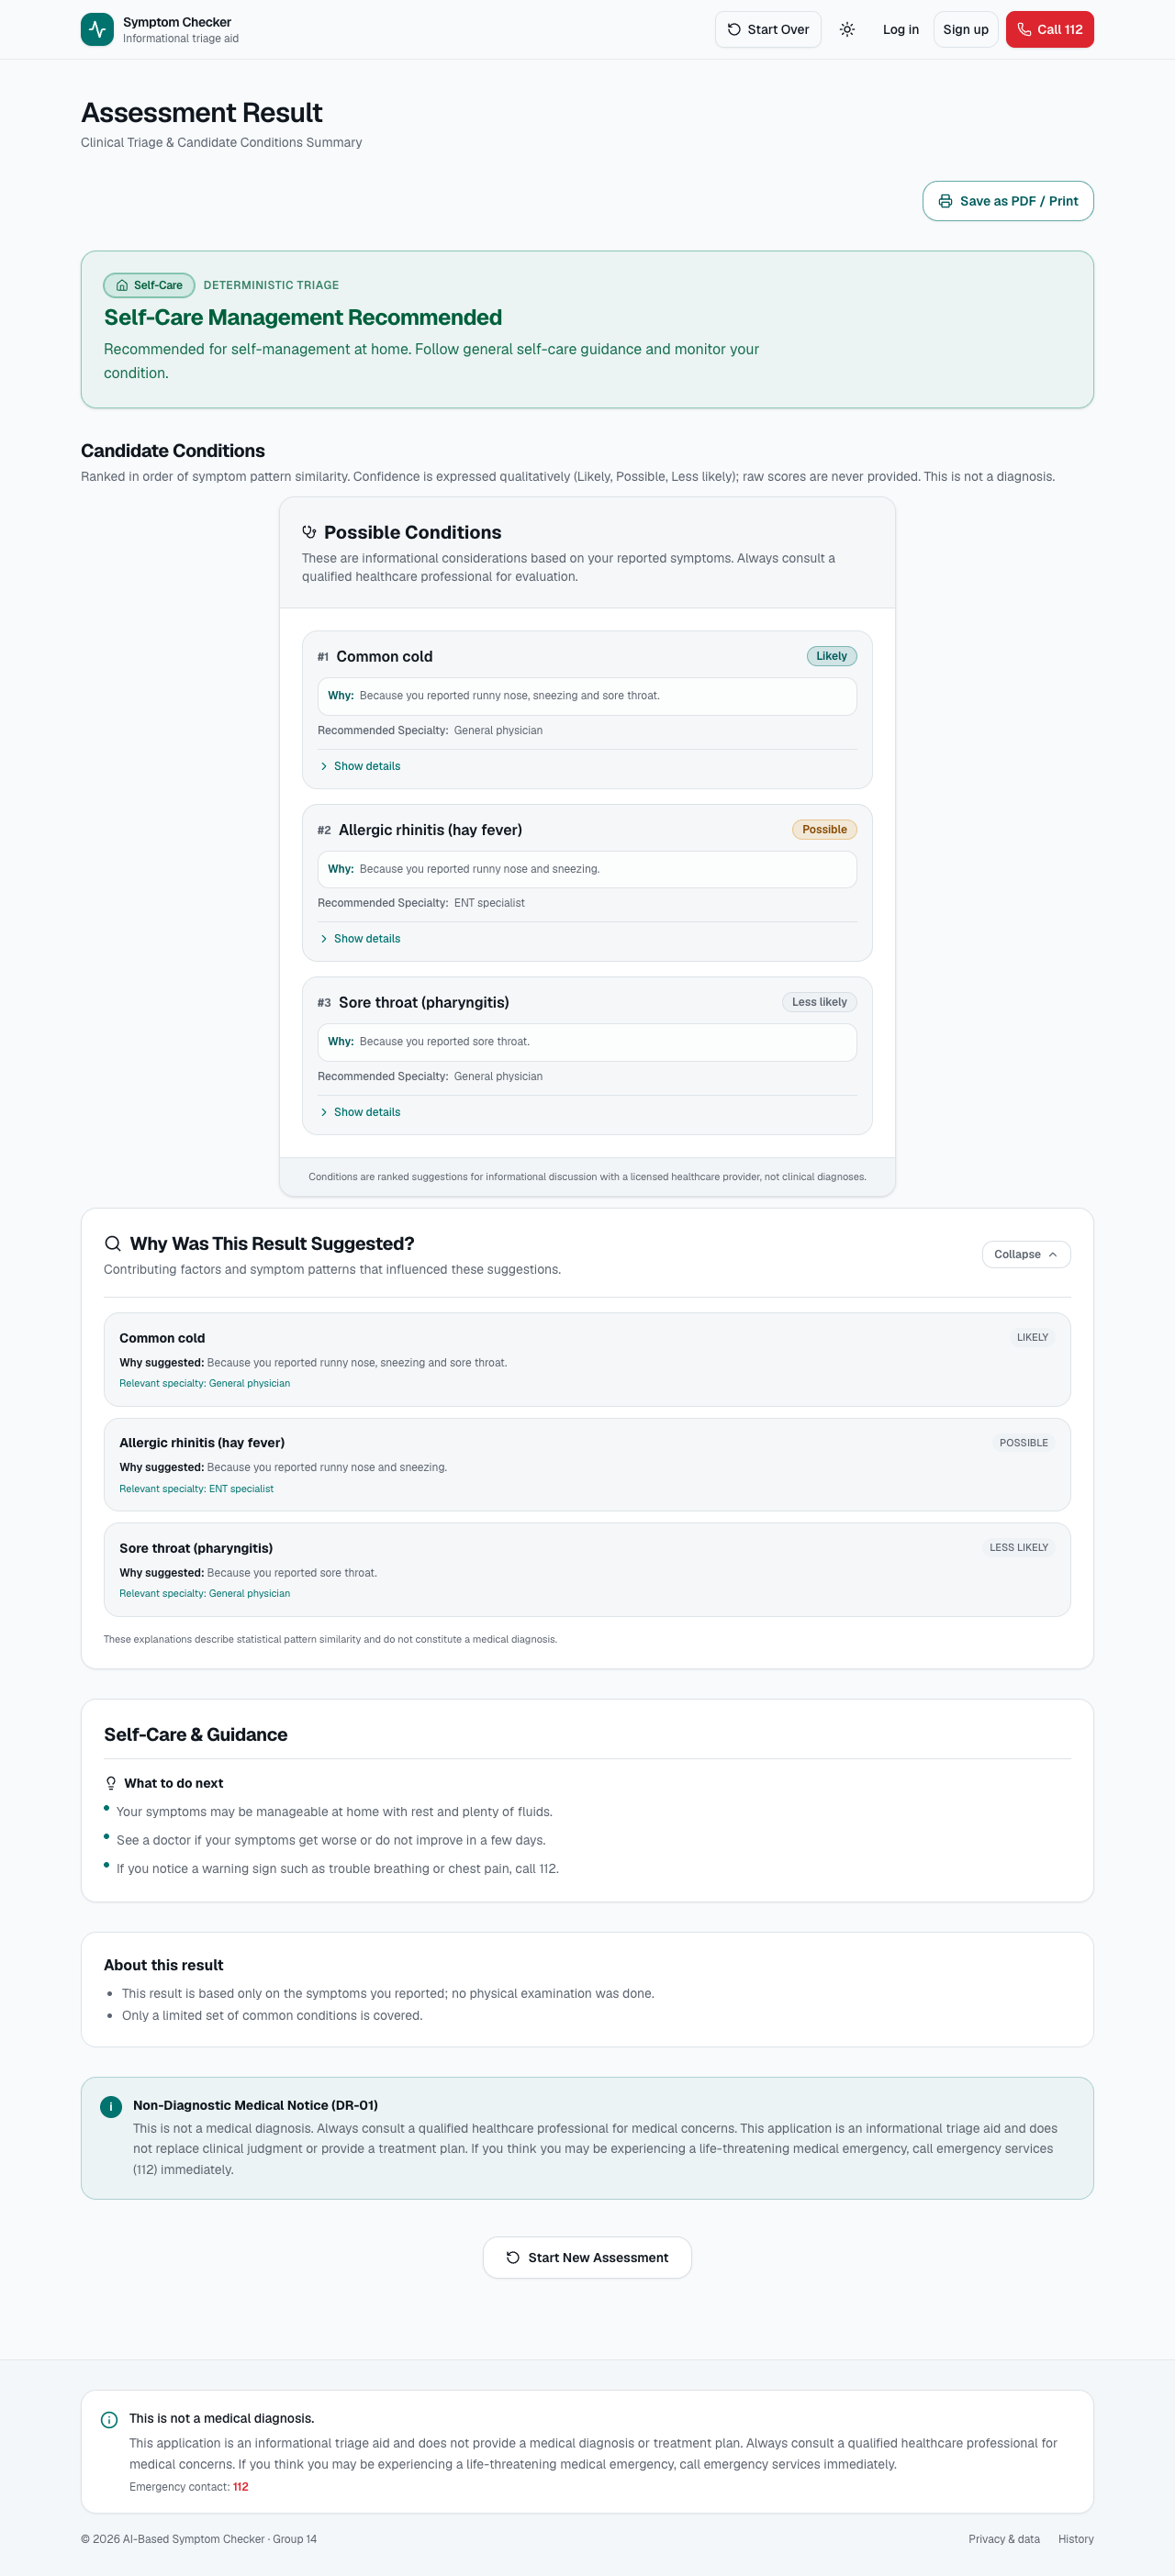 Symptom Checker
Informational triage aid
Start Over
Log in
Sign up
Call 112
Assessment Result
Clinical Triage & Candidate Conditions Summary
Save as PDF / Print
Self-Care
DETERMINISTIC TRIAGE
Self-Care Management Recommended
Recommended for self-management at home. Follow general self-care guidance and monitor your
condition.
Candidate Conditions
Ranked in order of symptom pattern similarity. Confidence is expressed qualitatively (Likely, Possible, Less likely); raw scores are never provided. This is not a diagnosis.
Possible Conditions
These are informational considerations based on your reported symptoms. Always consult a
qualified healthcare professional for evaluation.
#1 Common cold
Likely
Why: Because you reported runny nose, sneezing and sore throat.
Recommended Specialty: General physician
Show details
#2 Allergic rhinitis (hay fever)
Possible
Why: Because you reported runny nose and sneezing.
Recommended Specialty: ENT specialist
Show details
#3 Sore throat (pharyngitis)
Less likely
Why: Because you reported sore throat.
Recommended Specialty: General physician
Show details
Conditions are ranked suggestions for informational discussion with a licensed healthcare provider, not clinical diagnoses.
Why Was This Result Suggested?
Contributing factors and symptom patterns that influenced these suggestions.
Collapse
Common cold
LIKELY
Why suggested: Because you reported runny nose, sneezing and sore throat.
Relevant specialty: General physician
Allergic rhinitis (hay fever)
POSSIBLE
Why suggested: Because you reported runny nose and sneezing.
Relevant specialty: ENT specialist
Sore throat (pharyngitis)
LESS LIKELY
Why suggested: Because you reported sore throat.
Relevant specialty: General physician
These explanations describe statistical pattern similarity and do not constitute a medical diagnosis.
Self-Care & Guidance
What to do next
Your symptoms may be manageable at home with rest and plenty of fluids.
See a doctor if your symptoms get worse or do not improve in a few days.
If you notice a warning sign such as trouble breathing or chest pain, call 112.
About this result
This result is based only on the symptoms you reported; no physical examination was done.
Only a limited set of common conditions is covered.
i
Non-Diagnostic Medical Notice (DR-01)
This is not a medical diagnosis. Always consult a qualified healthcare professional for medical concerns. This application is an informational triage aid and does
not replace clinical judgment or provide a treatment plan. If you think you may be experiencing a life-threatening medical emergency, call emergency services
(112) immediately.
Start New Assessment
This is not a medical diagnosis.
This application is an informational triage aid and does not provide a medical diagnosis or treatment plan. Always consult a qualified healthcare professional for
medical concerns. If you think you may be experiencing a life-threatening medical emergency, call emergency services immediately.
Emergency contact: 112
© 2026 AI-Based Symptom Checker · Group 14
Privacy & data
History